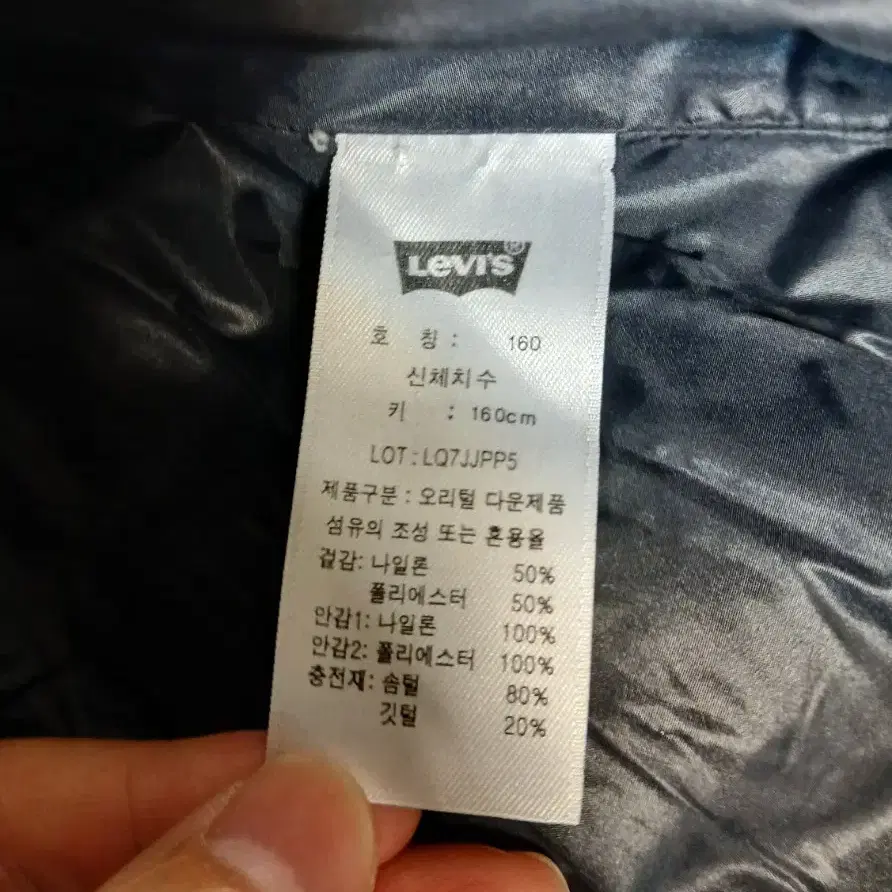 LEVI'S®
호 칭 : 160
신체치수
키 : 160cm
LOT : LQ7JJPP5
제품구분 : 오리털 다운제품
섬유의 조성 또는 혼용율
겉감: 나일론 50%
폴리에스터 50%
안감1: 나일론 100%
안감2: 폴리에스터 100%
충전재: 솜털 80%
깃털 20%